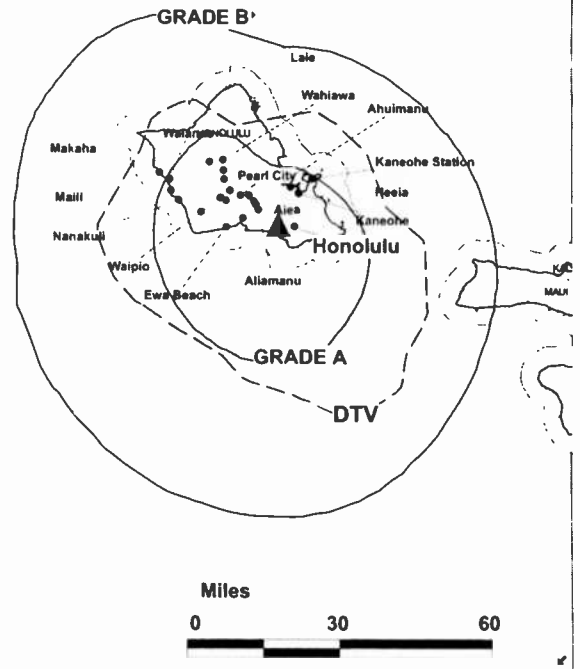 GRADE B
Laie
Wahiawa
Ahuimanu
Makaha
Kaneohe Station
Pearl City
Maili
Heeia
Aiea
Kaneohe
Nanakuli
Honolulu
Waipio
Aliamanu
MAUI
Ewa Beach
GRADE A
DTV
Miles
0 30 60